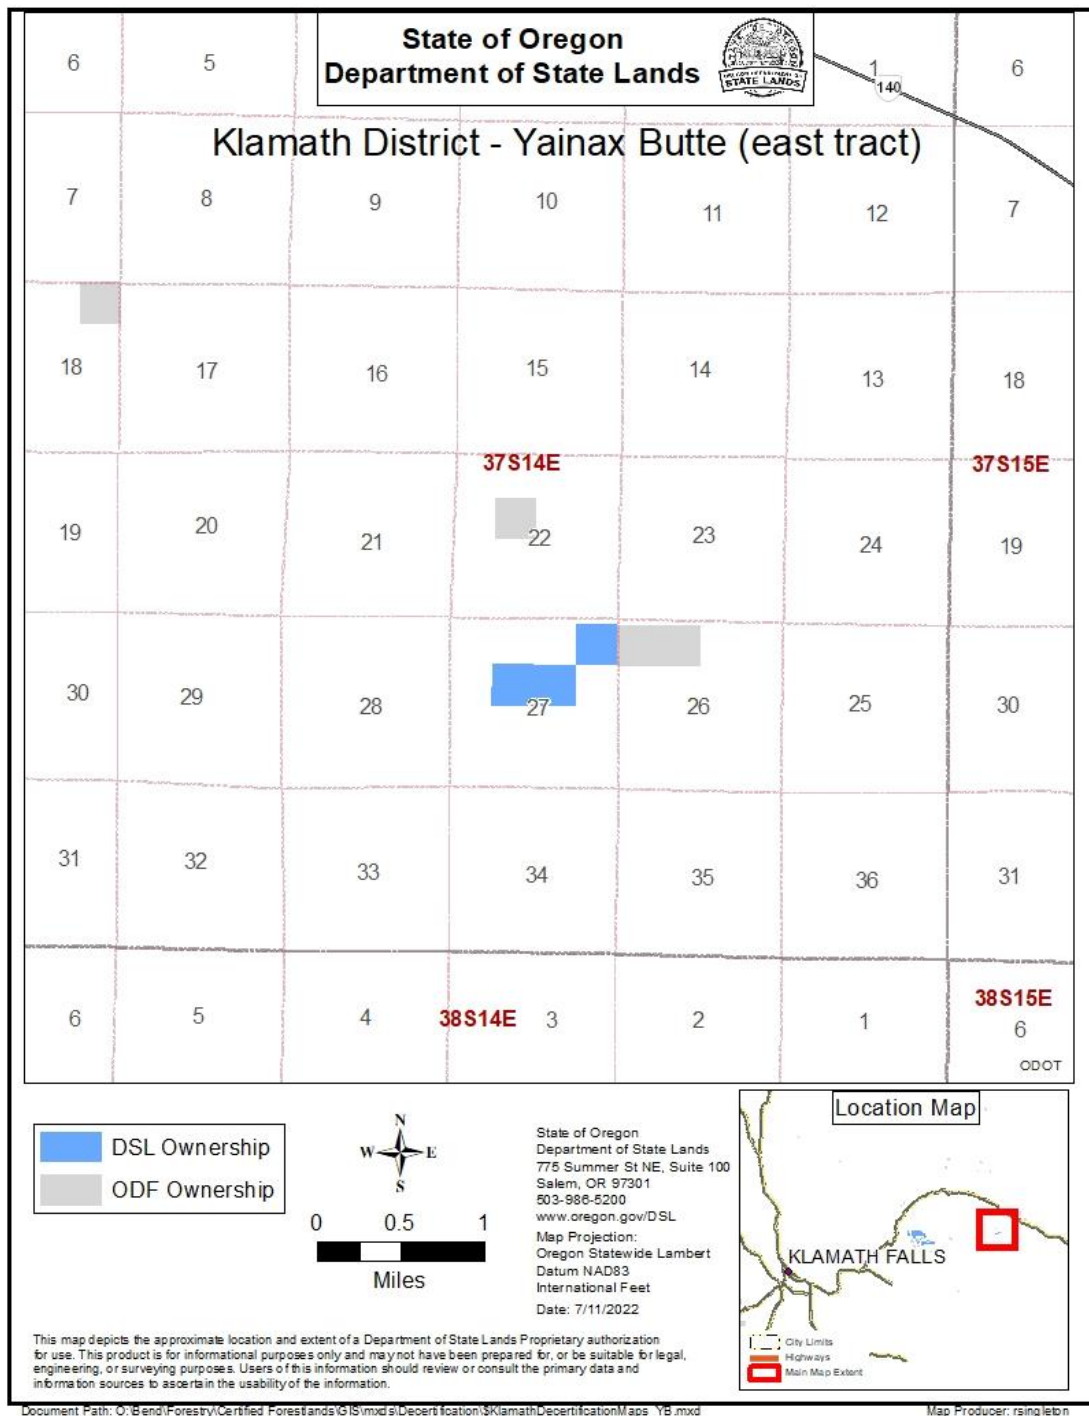 State of Oregon
Department of State Lands
STATE LANDS
6 5 1 6
140
Klamath District - Yainax Butte (east tract)
7 8 9 10 11 12 7
18 17 16 15 14 13 18
37S14E 37S15E
19 20 21 22 23 24 19
30 29 28 27 26 25 30
31 32 33 34 35 36 31
38S15E
6 5 4 38S14E 3 2 1 6
ODOT
DSL Ownership
ODF Ownership
N
W E
S
0 0.5 1
Miles
State of Oregon
Department of State Lands
775 Summer St NE, Suite 100
Salem, OR 97301
503-986-5200
www.oregon.gov/DSL
Map Projection:
Oregon Statewide Lambert
Datum NAD83
International Feet
Date: 7/11/2022
Location Map
KLAMATH FALLS
City Limits
Highways
Main Map Extent
This map depicts the approximate location and extent of a Department of State Lands Proprietary authorization
for use. This product is for informational purposes only and may not have been prepared for, or be suitable for legal,
engineering, or surveying purposes. Users of this information should review or consult the primary data and
information sources to ascertain the usability of the information.
Document Path: O:\Bend\Forestry\Certified Forestlands\GIS\mxds\Decertification\$KlamathDecertificationMaps_YB.mxd
Map Producer: rsingleton